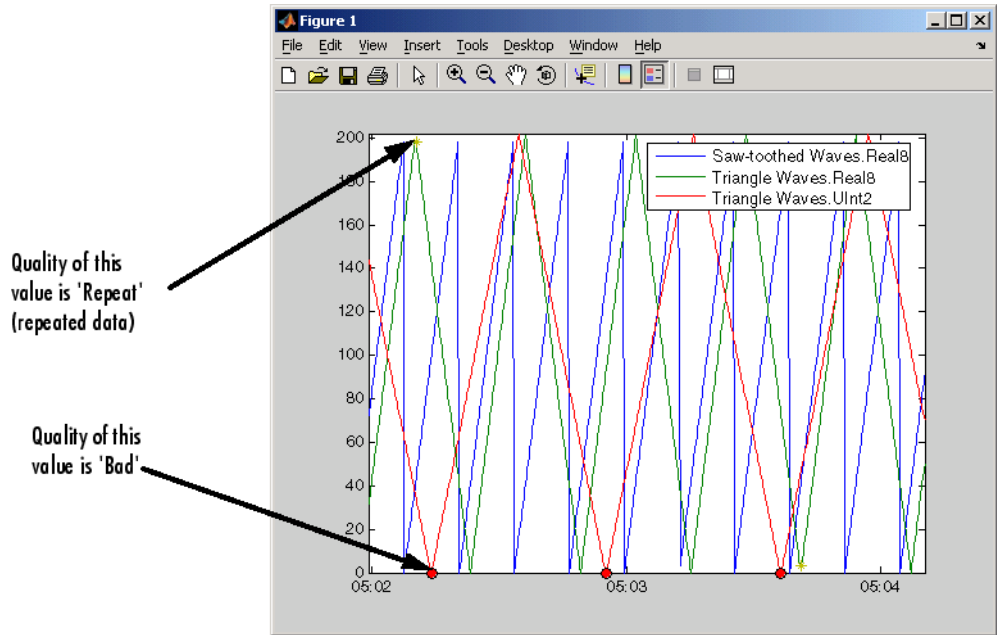 Figure 1
File Edit View Insert Tools Desktop Window Help
200
180
160
140
120
100
80
60
40
20
0
05:02 05:03 05:04
Saw-toothed Waves.Real8
Triangle Waves.Real8
Triangle Waves.UInt2
Quality of this
value is 'Repeat'
(repeated data)
Quality of this
value is 'Bad'